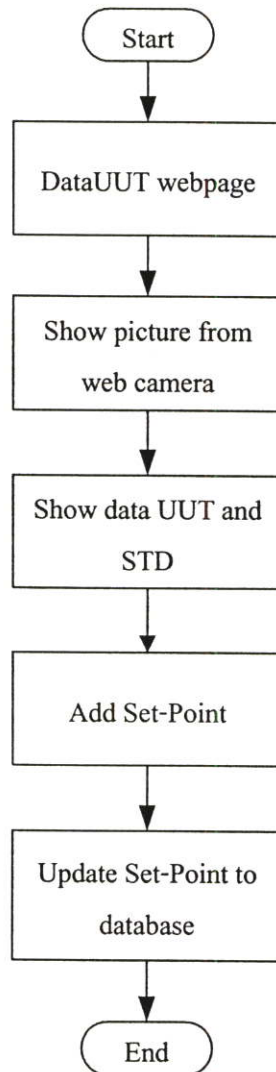 Start
DataUUT webpage
Show picture from
web camera
Show data UUT and
STD
Add Set-Point
Update Set-Point to
database
End